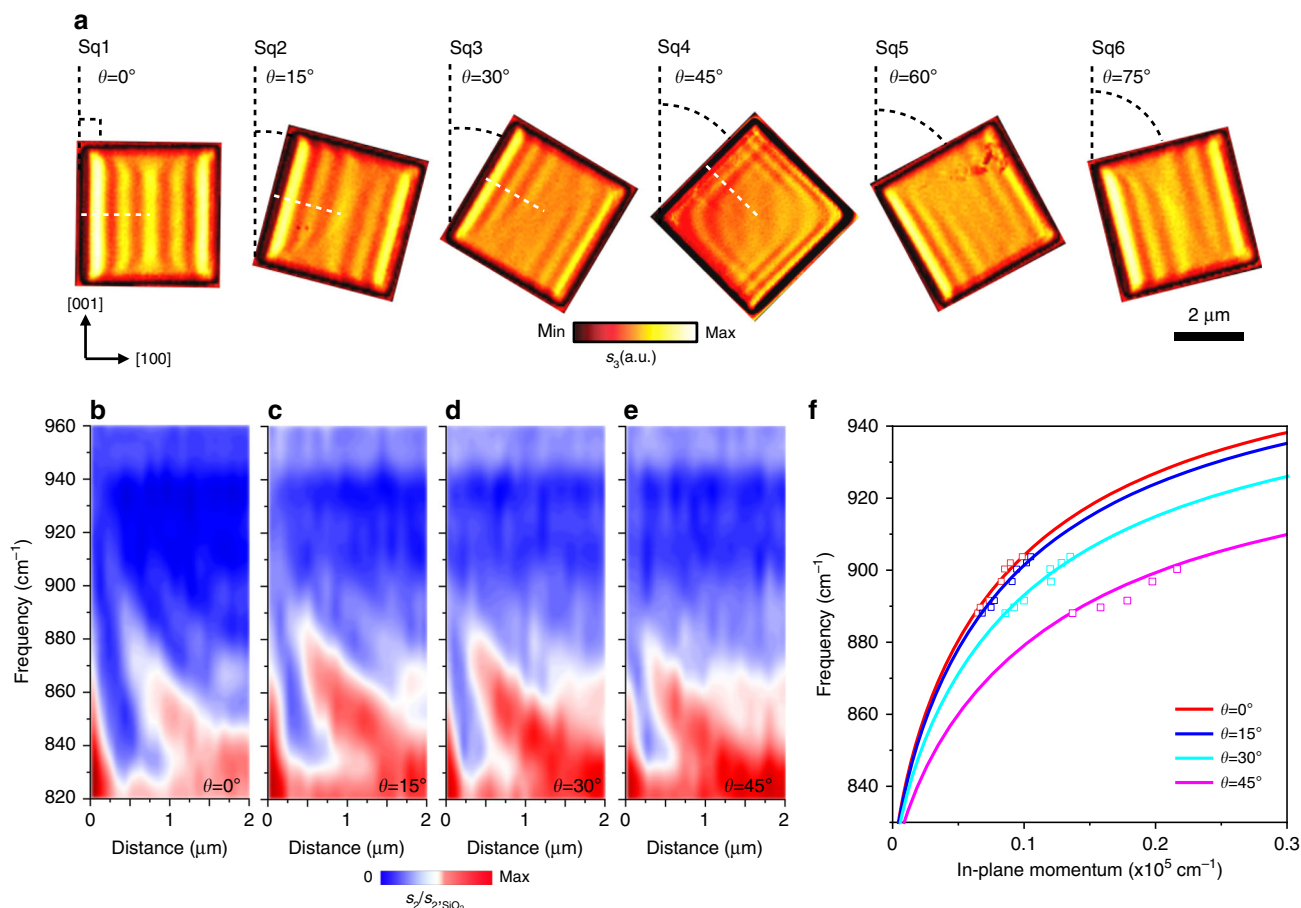 a
Sq1 Sq2 Sq3 Sq4 Sq5 Sq6
θ=0° θ=15° θ=30° θ=45° θ=60° θ=75°
[001]
[100]
Min Max
s₃(a.u.)
2 μm
b c d e f
960
940
920
900
880
860
840
820
Frequency (cm⁻¹)
θ=0° θ=15° θ=30° θ=45°
0 1 2 0 1 2 0 1 2 0 1 2
Distance (μm) Distance (μm) Distance (μm) Distance (μm)
0 Max
s₂/s₂,SiO₂
940
920
900
880
860
840
Frequency (cm⁻¹)
θ=0°
θ=15°
θ=30°
θ=45°
0 0.1 0.2 0.3
In-plane momentum (x10⁵ cm⁻¹)